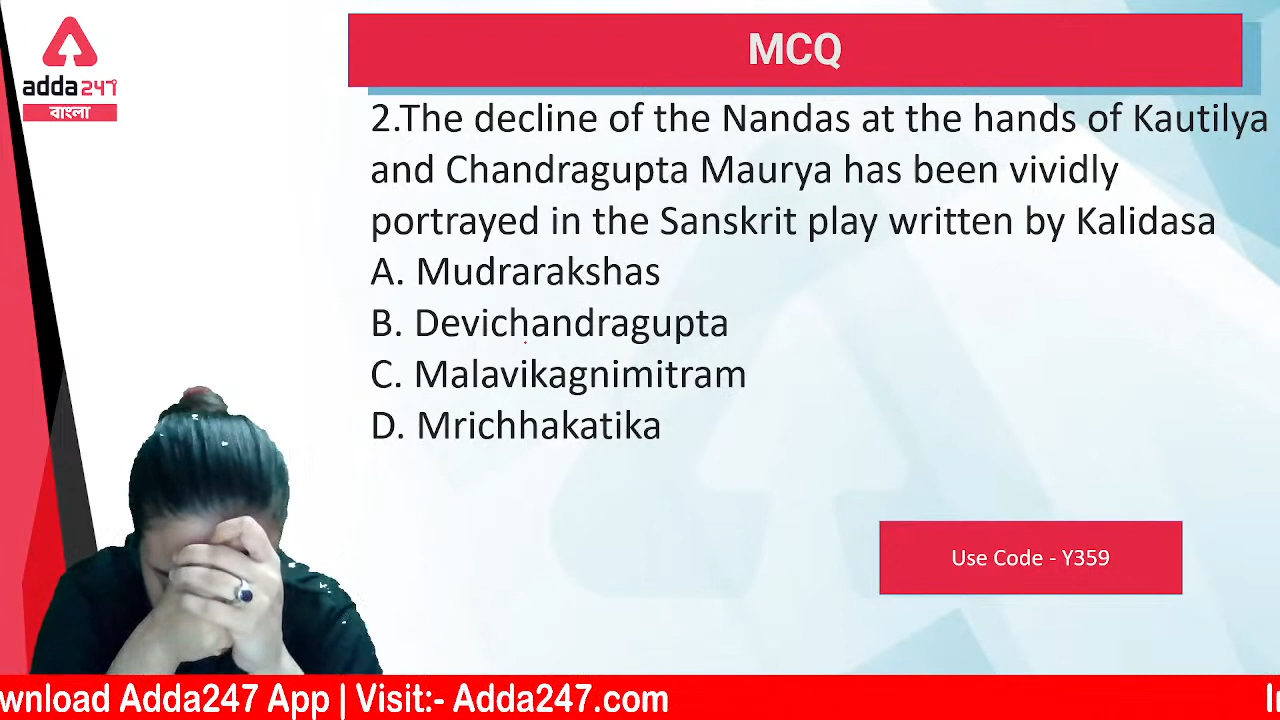 MCQ
adda247
বাংলা
2.The decline of the Nandas at the hands of Kautilya
and Chandragupta Maurya has been vividly
portrayed in the Sanskrit play written by Kalidasa
A. Mudrarakshas
B. Devichandragupta
C. Malavikagnimitram
D. Mrichhakatika
Use Code - Y359
wnload Adda247 App | Visit:- Adda247.com